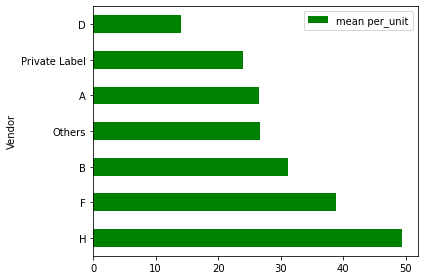 mean per_unit
D
Private Label
A
Others
B
F
H
Vendor
0 10 20 30 40 50